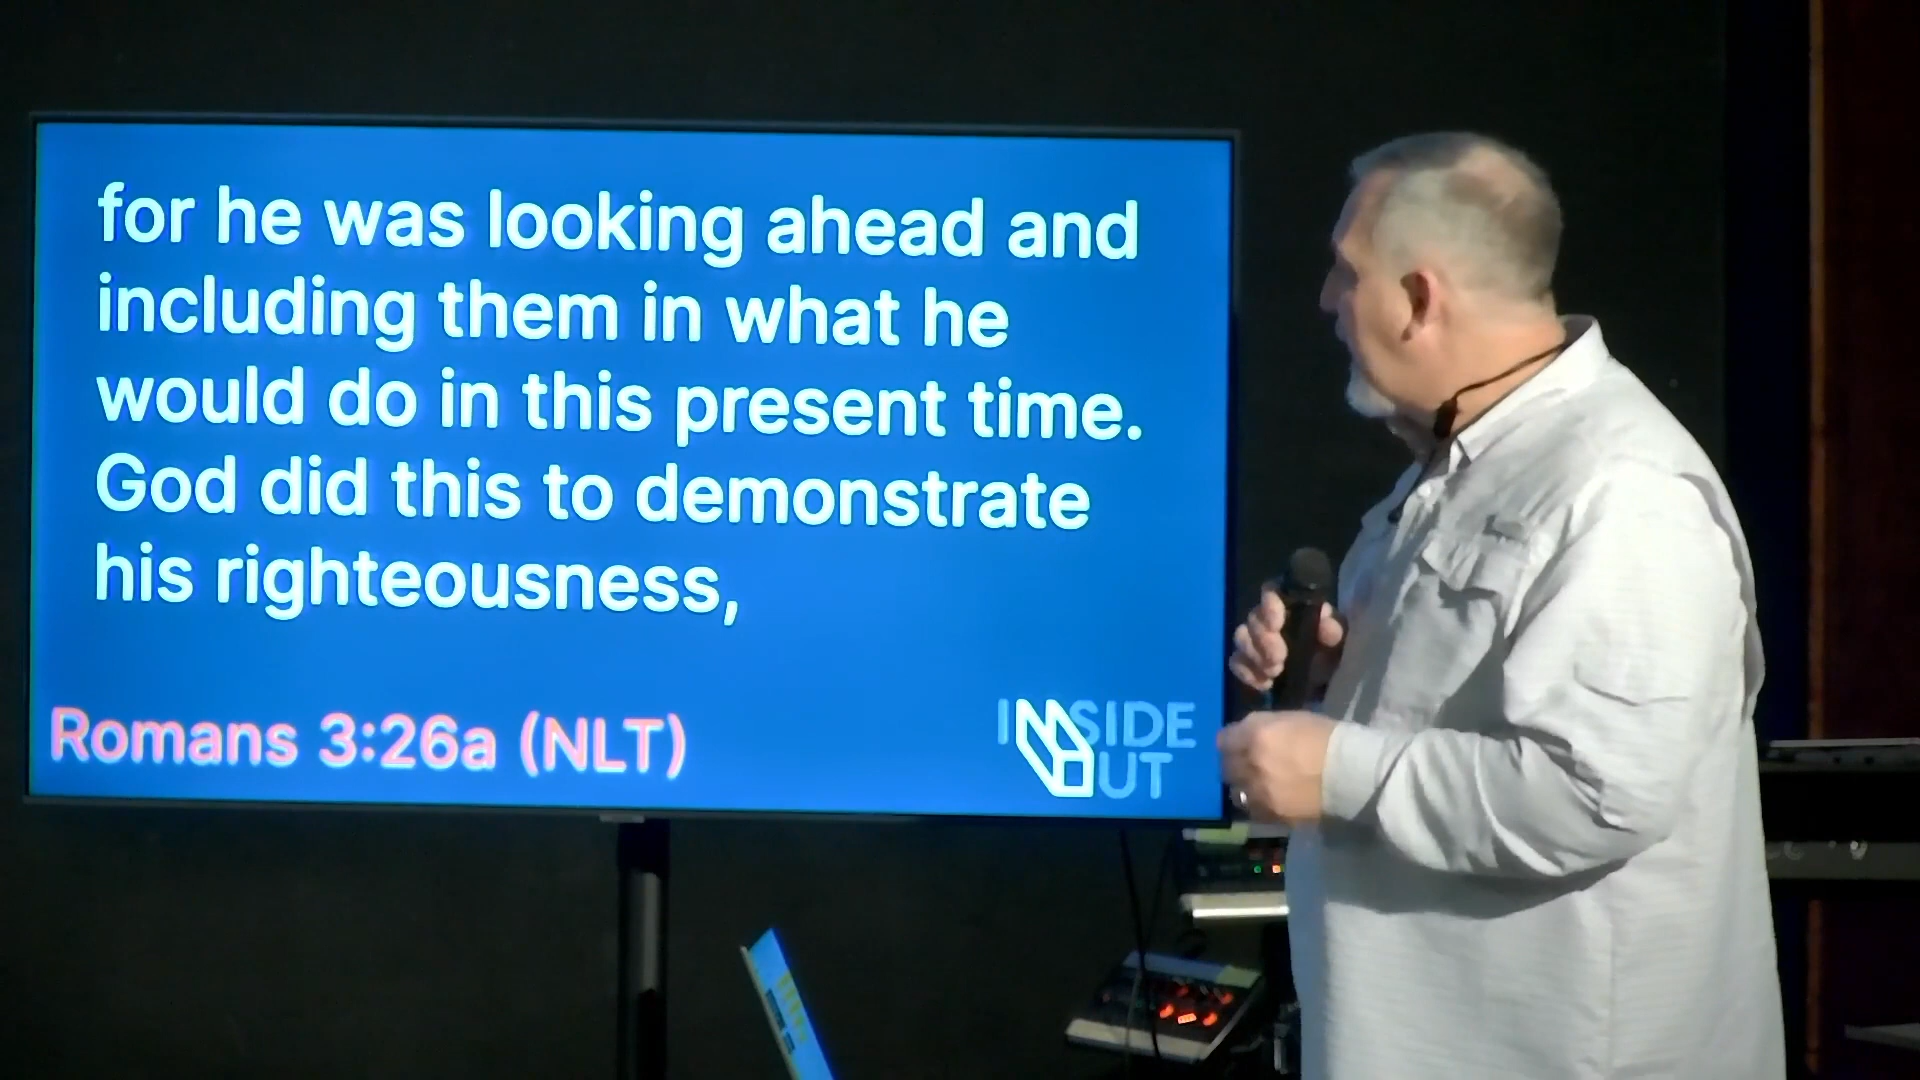 for he was looking ahead and
including them in what he
would do in this present time.
God did this to demonstrate
his righteousness,
Romans 3:26a (NLT)
INSIDE
OUT